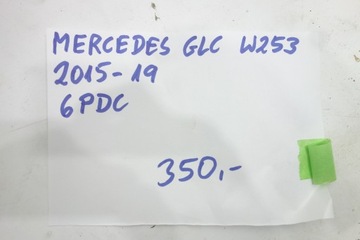 MERCEDES GLC W253
2015-19
6PDC
350,-